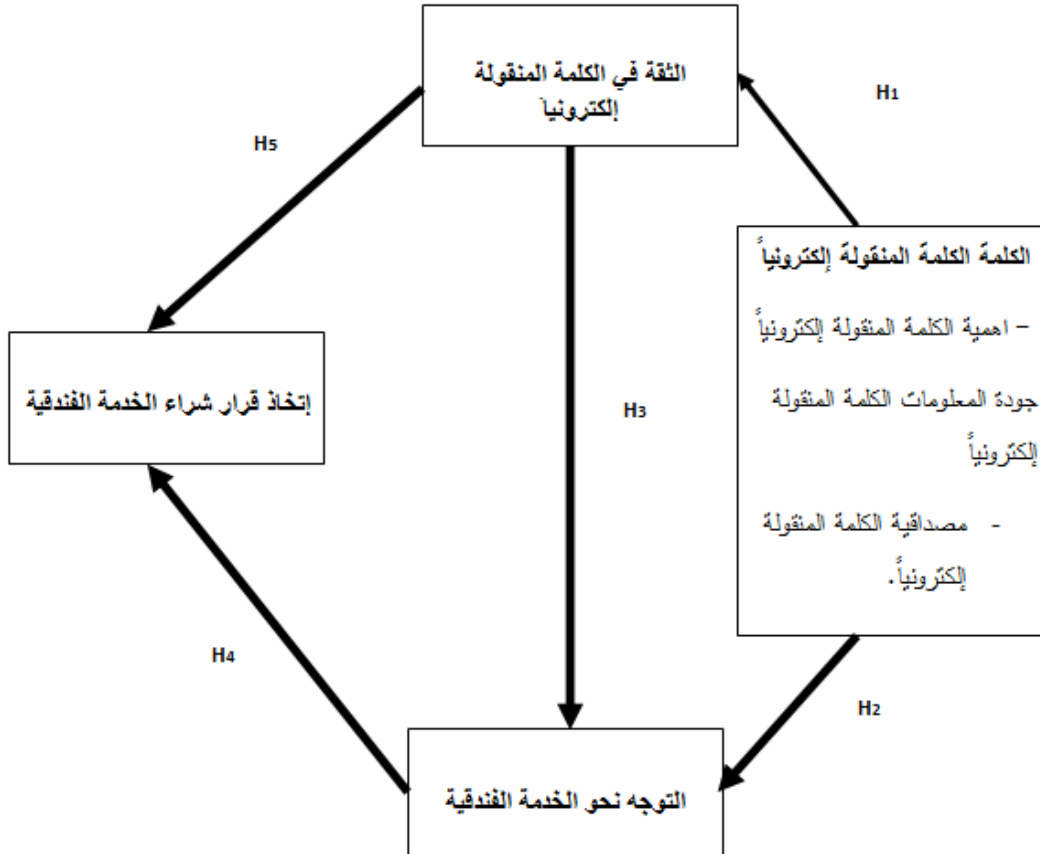 الثقة في الكلمة المنقولة
إلكترونياً
H1
H5
الكلمة الكلمة المنقولة إلكترونياً
– اهمية الكلمة المنقولة إلكترونياً
جودة المعلومات الكلمة المنقولة
إلكترونياً
- مصداقية الكلمة المنقولة
إلكترونياً.
إتخاذ قرار شراء الخدمة الفندقية
H3
H4
H2
التوجه نحو الخدمة الفندقية